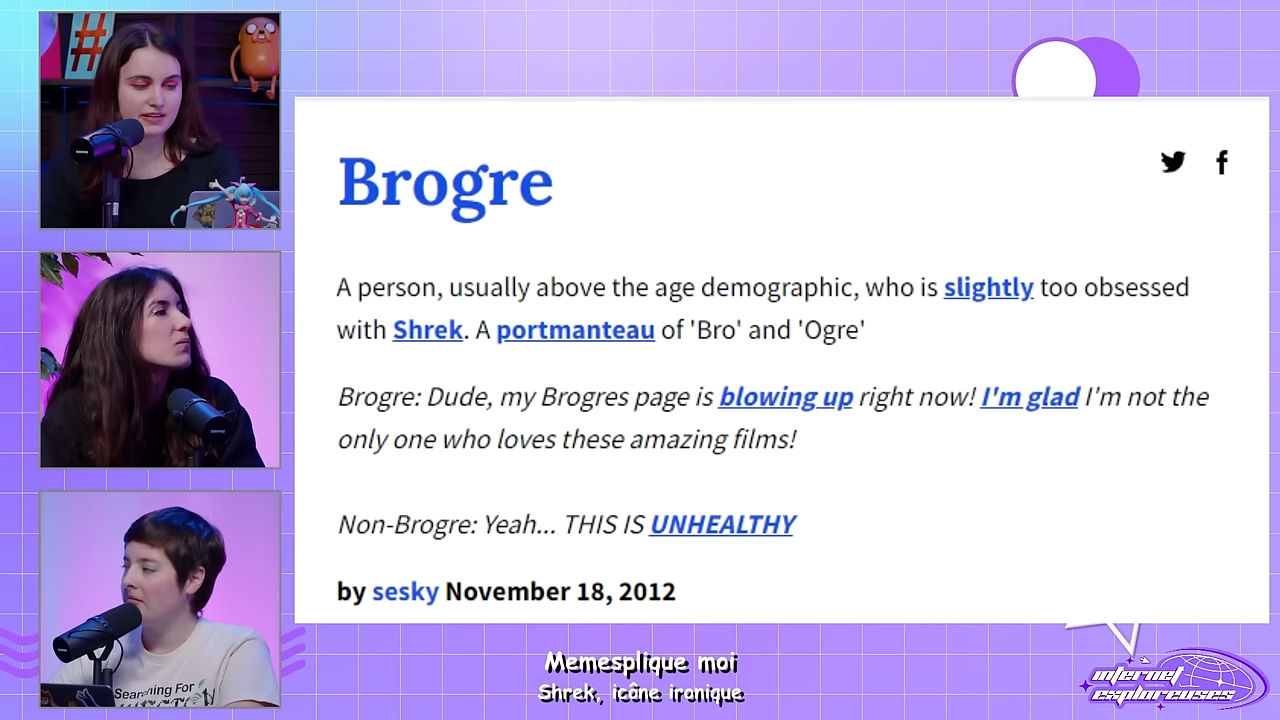 #
Brogre
A person, usually above the age demographic, who is slightly too obsessed
with Shrek. A portmanteau of 'Bro' and 'Ogre'
Brogre: Dude, my Brogres page is blowing up right now! I'm glad I'm not the
only one who loves these amazing films!
Non-Brogre: Yeah... THIS IS UNHEALTHY
by sesky November 18, 2012
Searching For
Memesplique moi
Shrek, icône ironique
internet
exploreuses